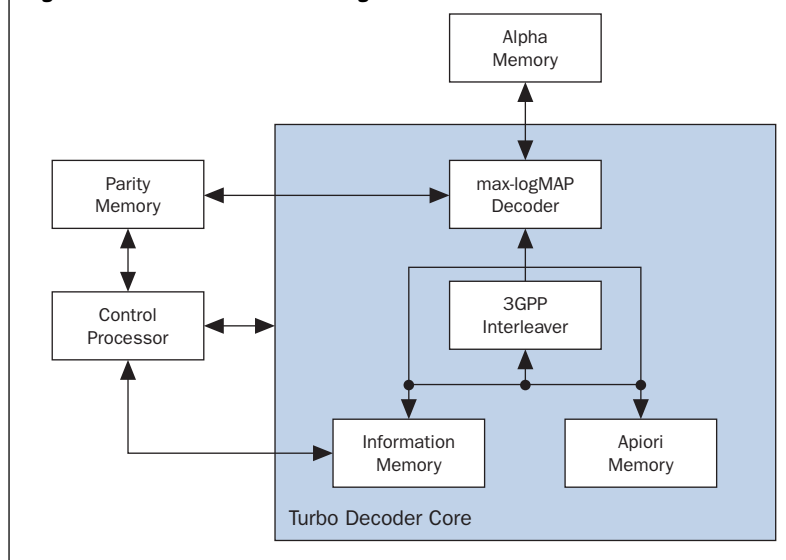 Alpha
Memory
Parity
Memory
max-logMAP
Decoder
Control
Processor
3GPP
Interleaver
Information
Memory
Apiori
Memory
Turbo Decoder Core